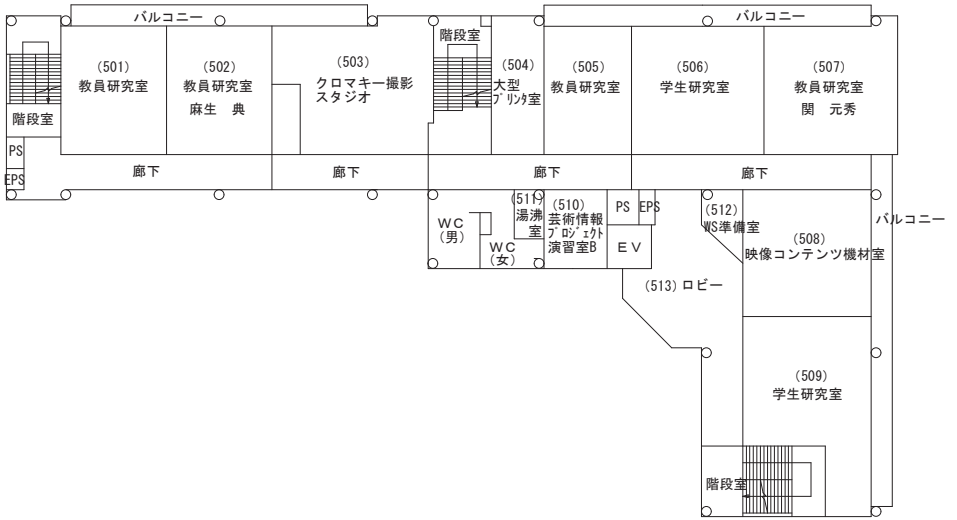 バルコニー
バルコニー
階段室
(501)
教員研究室
(502)
教員研究室
麻生　典
(503)
クロマキー撮影
スタジオ
(504)
大型
プリンタ室
(505)
教員研究室
(506)
学生研究室
(507)
教員研究室
関　元秀
階段室
PS
EPS
廊下
廊下
廊下
廊下
WC
(男)
WC
(女)
(511)
湯沸
室
(510)
芸術情報
プロジェクト
演習室B
PS
EPS
EV
(512)
WS準備室
(508)
映像コンテンツ機材室
バルコニー
(513)ロビー
(509)
学生研究室
階段室